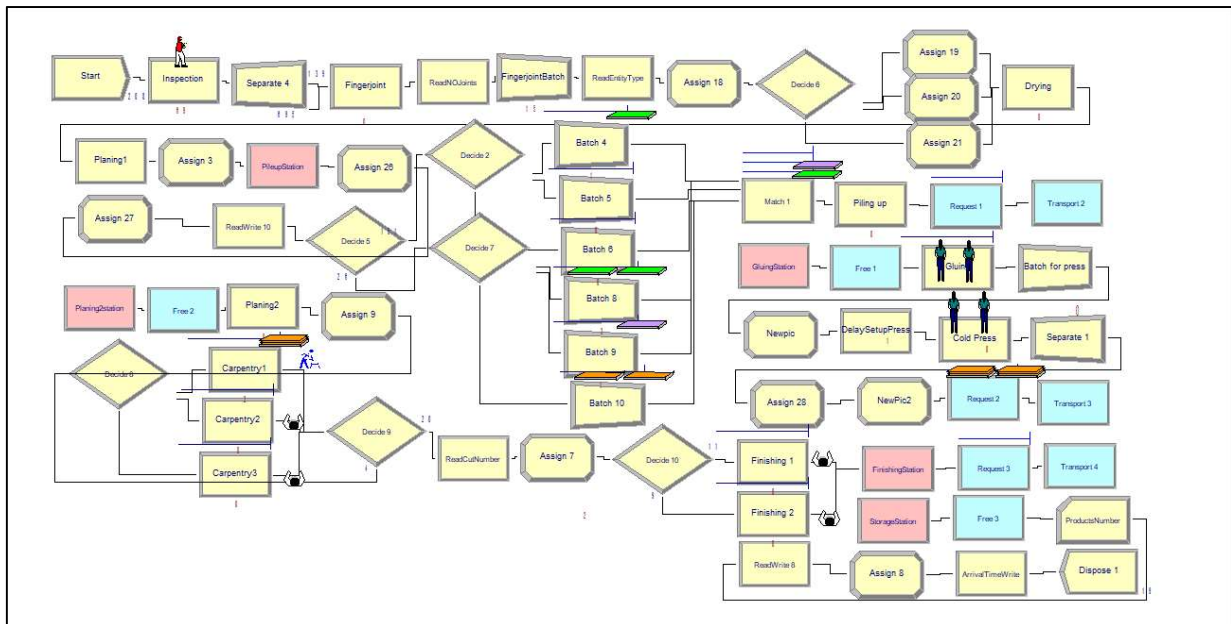 Start
Inspection
Separate 4
Fingerjoint
ReadNOJoints
FingerjointBatch
ReadEntityType
Assign 18
Decide 6
Assign 19
Assign 20
Assign 21
Drying
Planing1
Assign 3
PileupStation
Assign 26
Decide 2
Batch 4
Batch 5
Match 1
Piling up
Request 1
Transport 2
Assign 27
ReadWrite 10
Decide 5
Decide 7
Batch 6
Batch 8
Batch 9
Batch 10
GluingStation
Free 1
Batch for press
Planing2station
Free 2
Planing2
Assign 9
Newpic
DelaySetupPress
Cold Press
Separate 1
Carpentry1
Carpentry2
Carpentry3
Decide 9
ReadCutNumber
Assign 7
Decide 10
Assign 28
NewPic2
Request 2
Transport 3
Finishing 1
Finishing 2
FinishingStation
Request 3
Transport 4
StorageStation
Free 3
ProductsNumber
Assign 8
ArrivalTimeWrite
Dispose 1